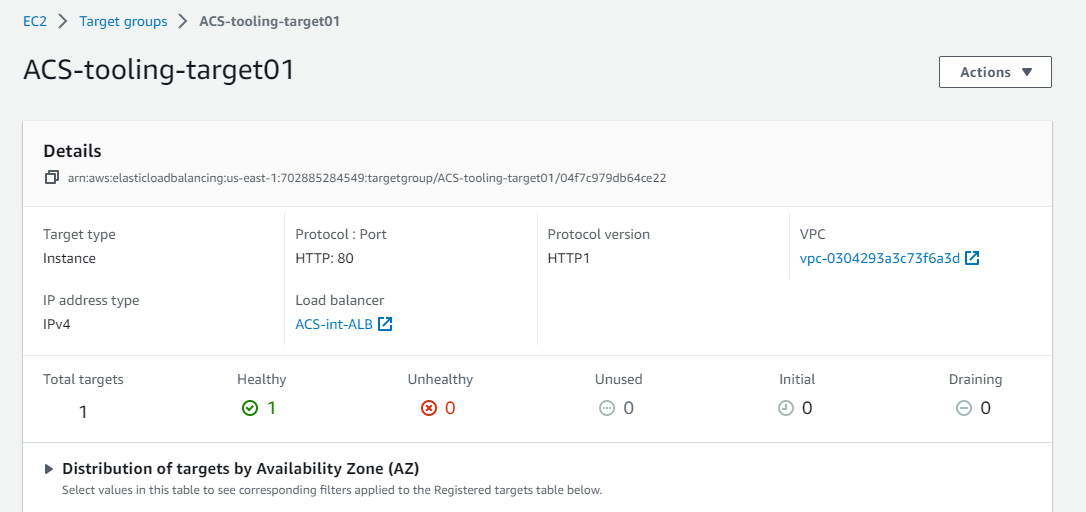 EC2 > Target groups > ACS-tooling-target01
ACS-tooling-target01
Actions
Details
arn:aws:elasticloadbalancing:us-east-1:702885284549:targetgroup/ACS-tooling-target01/04f7c979db64ce22
Target type
Instance
Protocol : Port
HTTP: 80
Protocol version
HTTP1
VPC
vpc-0304293a3c73f6a3d
IP address type
IPv4
Load balancer
ACS-int-ALB
Total targets
1
Healthy
1
Unhealthy
0
Unused
0
Initial
0
Draining
0
Distribution of targets by Availability Zone (AZ)
Select values in this table to see corresponding filters applied to the Registered targets table below.